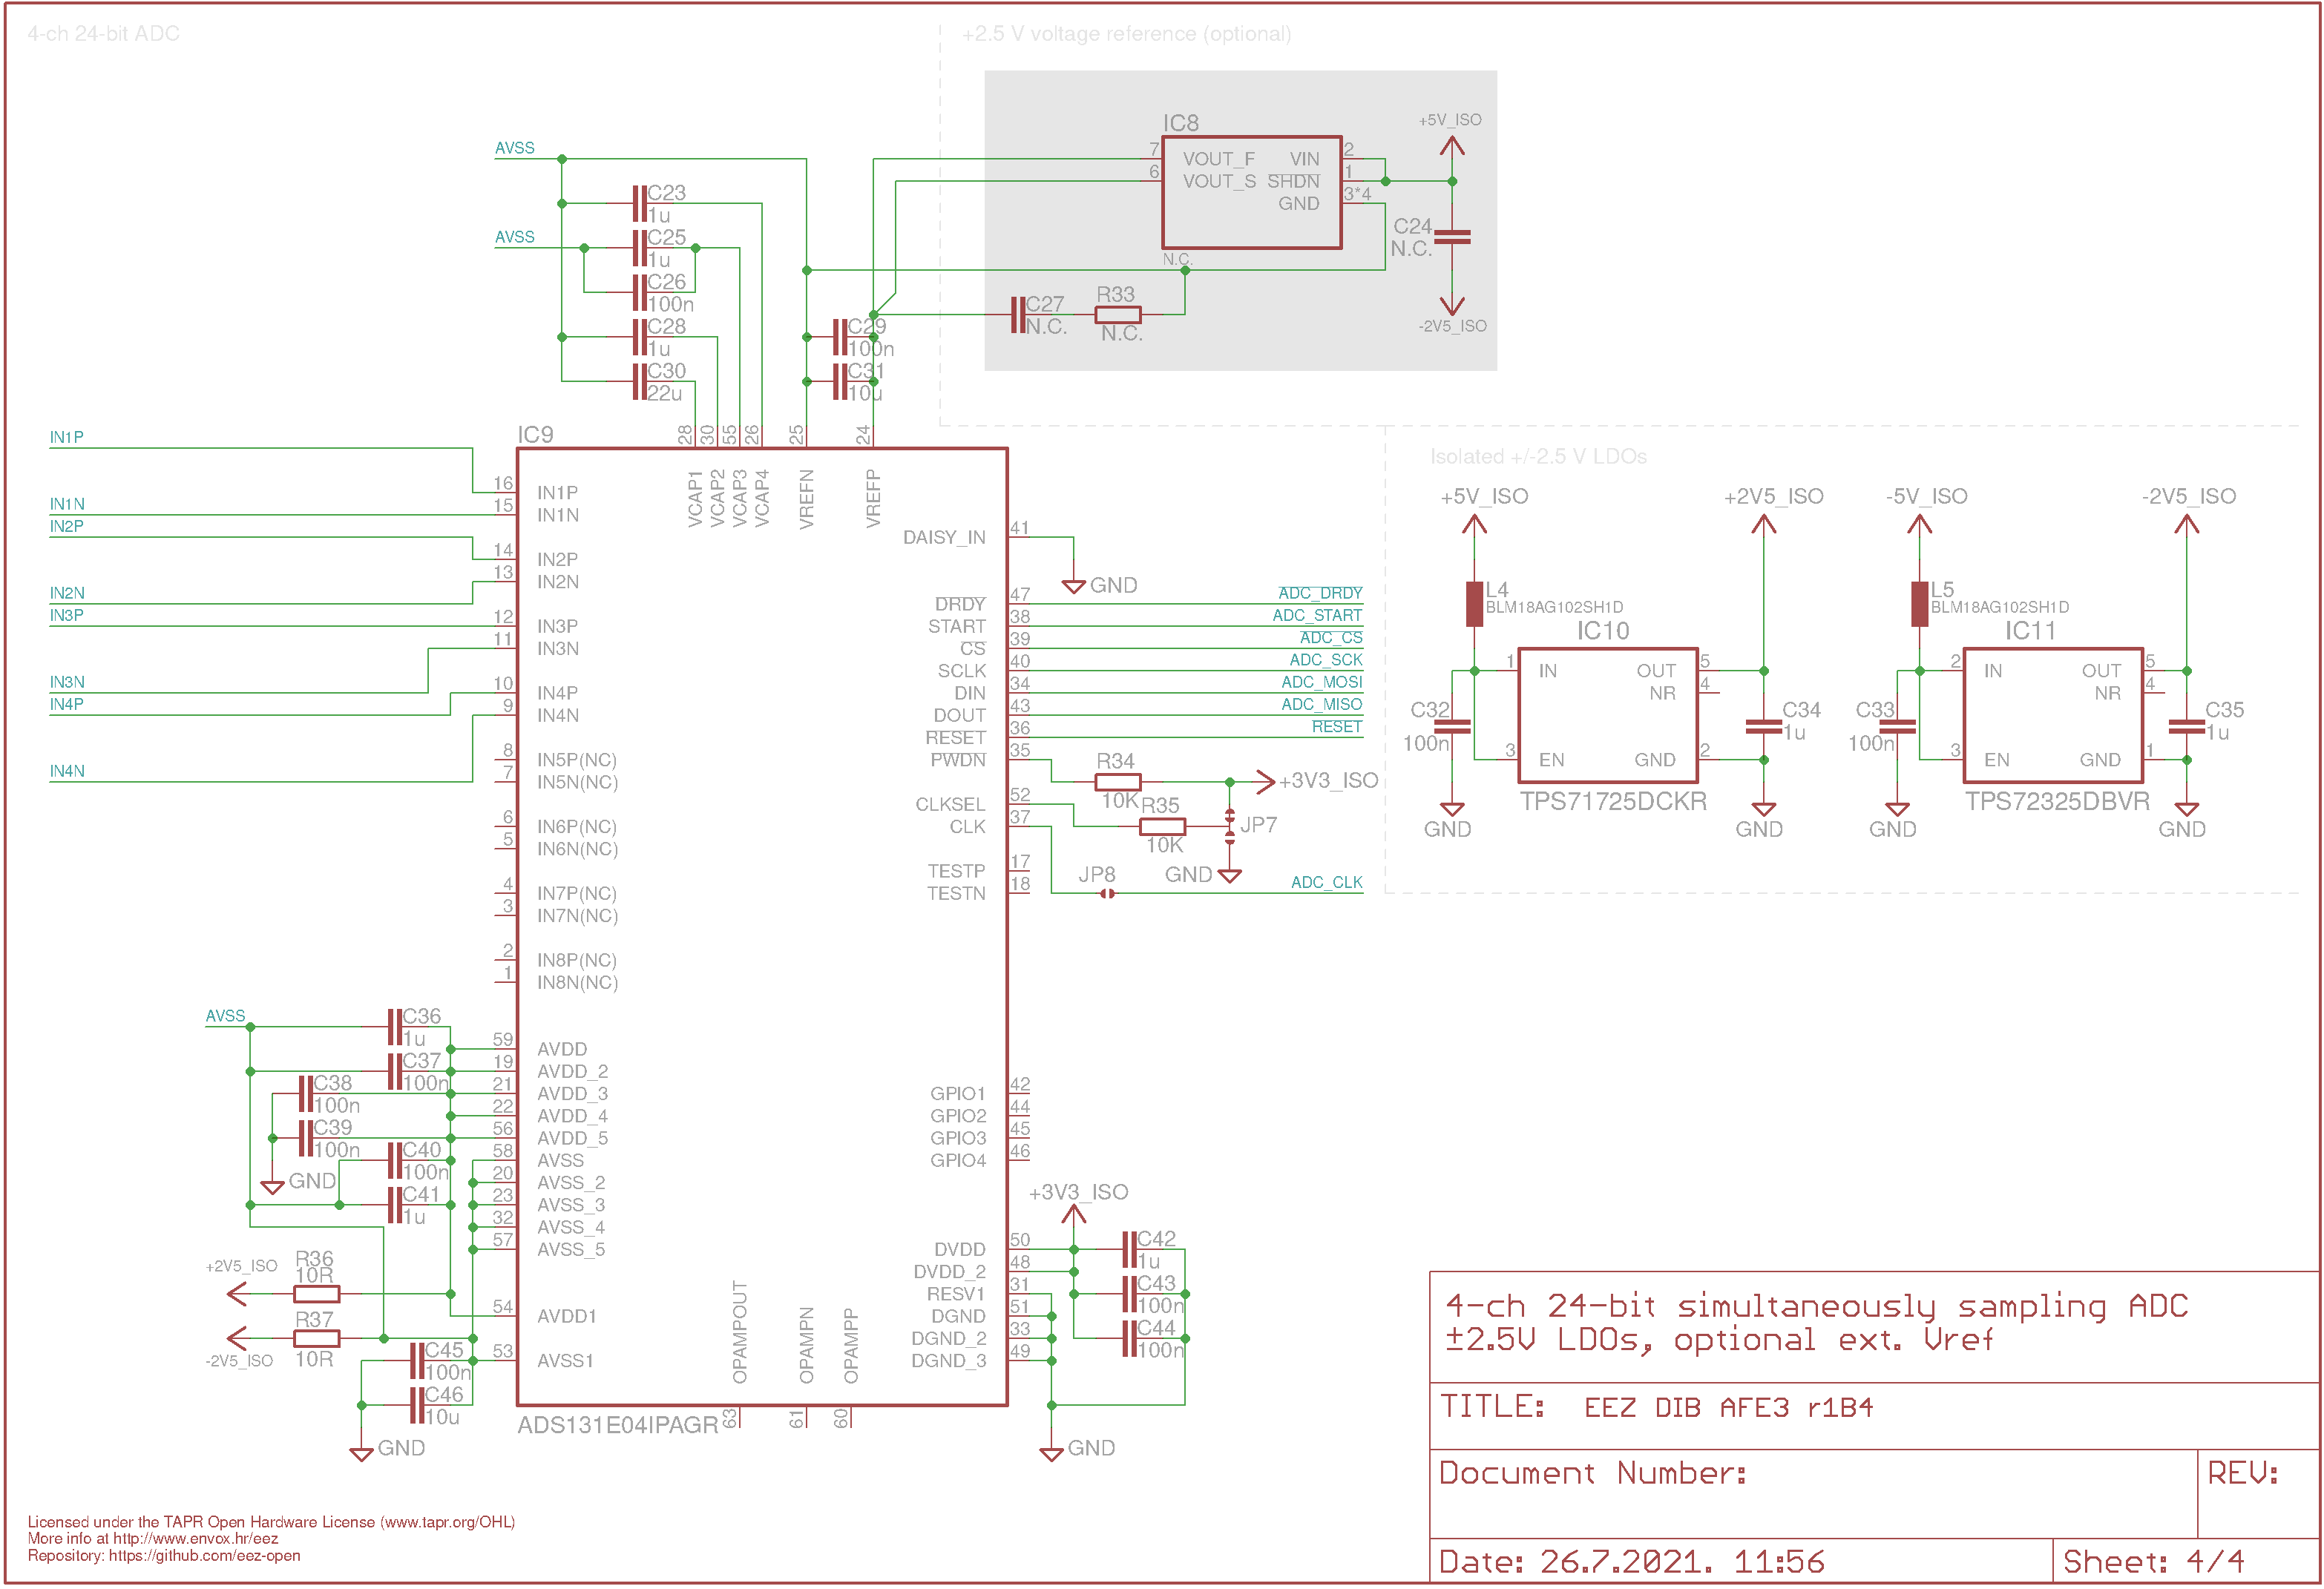 4-ch 24-bit ADC
+2.5 V voltage reference (optional)
IC8
+5V_ISO
7
VOUT_F
VIN
2
6
VOUT_S
SHDN
1
GND
3*4
C24
N.C.
N.C.
-2V5_ISO
C27
N.C.
R33
N.C.
AVSS
C23
1u
AVSS
C25
1u
C26
100n
C28
1u
C30
22u
C29
100n
C31
10u
IC9
28
30
55
26
25
24
VCAP1
VCAP2
VCAP3
VCAP4
VREFN
VREFP
IN1P
IN1N
IN2P
IN2N
IN3P
IN3N
IN4P
IN4N
16 IN1P
15 IN1N
14 IN2P
13 IN2N
12 IN3P
11 IN3N
10 IN4P
9 IN4N
8 IN5P(NC)
7 IN5N(NC)
6 IN6P(NC)
5 IN6N(NC)
4 IN7P(NC)
3 IN7N(NC)
2 IN8P(NC)
1 IN8N(NC)
DAISY_IN 41
GND
DRDY 47 ADC_DRDY
START 38 ADC_START
CS 39 ADC_CS
SCLK 40 ADC_SCK
DIN 34 ADC_MOSI
DOUT 43 ADC_MISO
RESET 36 RESET
PWDN 35
R34
10K
+3V3_ISO
CLKSEL 52
R35
10K
JP7
CLK 37
GND
TESTP 17
TESTN 18
JP8
ADC_CLK
Isolated +/-2.5 V LDOs
+5V_ISO
+2V5_ISO
-5V_ISO
-2V5_ISO
L4
BLM18AG102SH1D
L5
BLM18AG102SH1D
IC10
1 IN
OUT 5
NR 4
3 EN
GND 2
TPS71725DCKR
C32
100n
C34
1u
GND
GND
IC11
2 IN
OUT 5
NR 4
3 EN
GND 1
TPS72325DBVR
C33
100n
C35
1u
GND
GND
AVSS
C36
1u
C37
100n
C38
100n
C39
100n
C40
100n
GND
C41
1u
59 AVDD
19 AVDD_2
21 AVDD_3
22 AVDD_4
56 AVDD_5
58 AVSS
20 AVSS_2
23 AVSS_3
32 AVSS_4
57 AVSS_5
54 AVDD1
53 AVSS1
+2V5_ISO
R36
10R
R37
10R
-2V5_ISO
C45
100n
C46
10u
GND
GPIO1 42
GPIO2 44
GPIO3 45
GPIO4 46
+3V3_ISO
DVDD 50
DVDD_2 48
RESV1 31
DGND 51
DGND_2 33
DGND_3 49
C42
1u
C43
100n
C44
100n
GND
OPAMPOUT
OPAMPN
OPAMPP
63
61
60
ADS131E04IPAGR
4-ch 24-bit simultaneously sampling ADC
±2.5V LDOs, optional ext. Vref
TITLE: EEZ DIB AFE3 r1B4
Document Number:
REV:
Date: 26.7.2021. 11:56
Sheet: 4/4
Licensed under the TAPR Open Hardware License (www.tapr.org/OHL)
More info at http://www.envox.hr/eez
Repository: https://github.com/eez-open